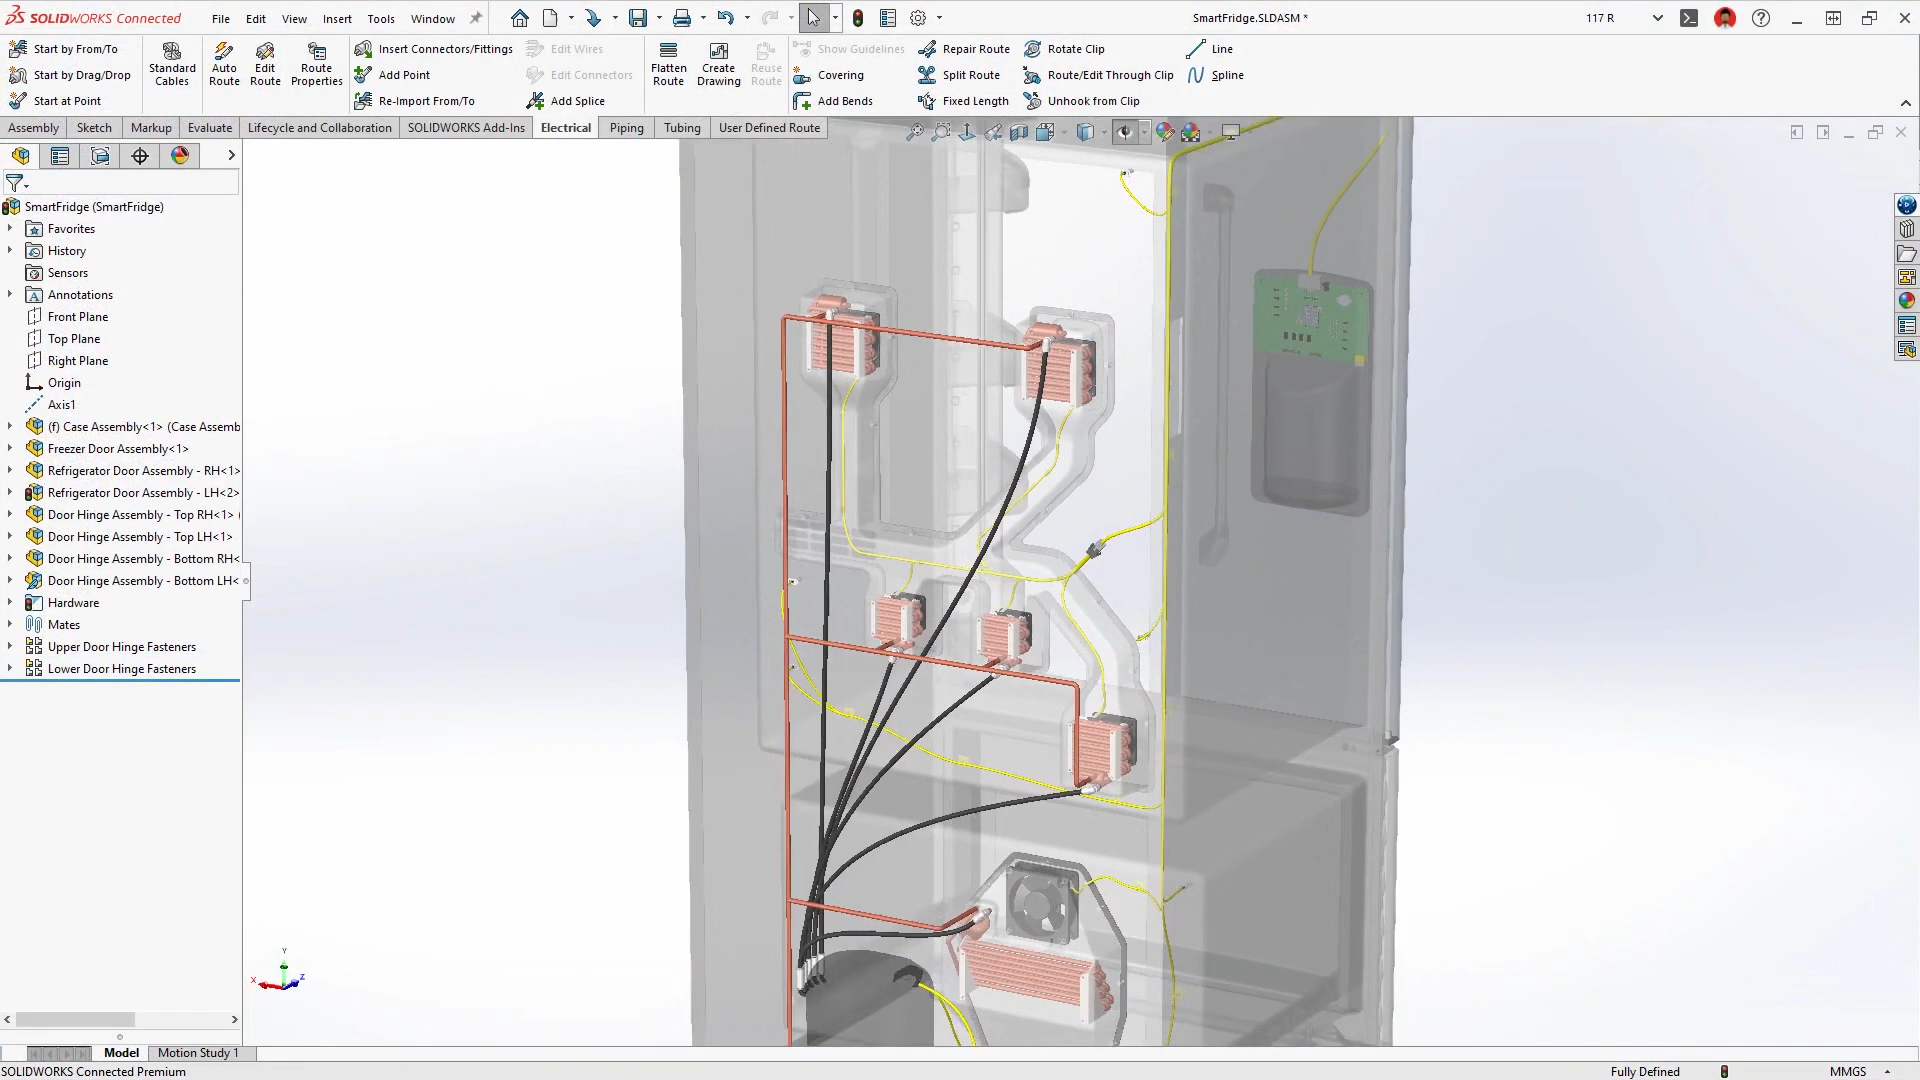 SOLIDWORKS Connected
File Edit View Insert Tools Window
SmartFridge.SLDASM *
117 R
Start by From/To
Start by Drag/Drop
Start at Point
Standard Cables
Auto Route
Edit Route
Route Properties
Insert Connectors/Fittings
Add Point
Re-Import From/To
Edit Wires
Edit Connectors
Add Splice
Flatten Route
Create Drawing
Reuse Route
Show Guidelines
Covering
Add Bends
Repair Route
Split Route
Fixed Length
Rotate Clip
Route/Edit Through Clip
Unhook from Clip
Line
Spline
Assembly Sketch Markup Evaluate Lifecycle and Collaboration SOLIDWORKS Add-Ins Electrical Piping Tubing User Defined Route
SmartFridge (SmartFridge)
Favorites
History
Sensors
Annotations
Front Plane
Top Plane
Right Plane
Origin
Axis1
(f) Case Assembly<1> (Case Assemb
Freezer Door Assembly<1>
Refrigerator Door Assembly - RH<1>
Refrigerator Door Assembly - LH<2>
Door Hinge Assembly - Top RH<1> (
Door Hinge Assembly - Top LH<1>
Door Hinge Assembly - Bottom RH<
Door Hinge Assembly - Bottom LH<
Hardware
Mates
Upper Door Hinge Fasteners
Lower Door Hinge Fasteners
Y
X Z
Model Motion Study 1
SOLIDWORKS Connected Premium
Fully Defined
MMGS